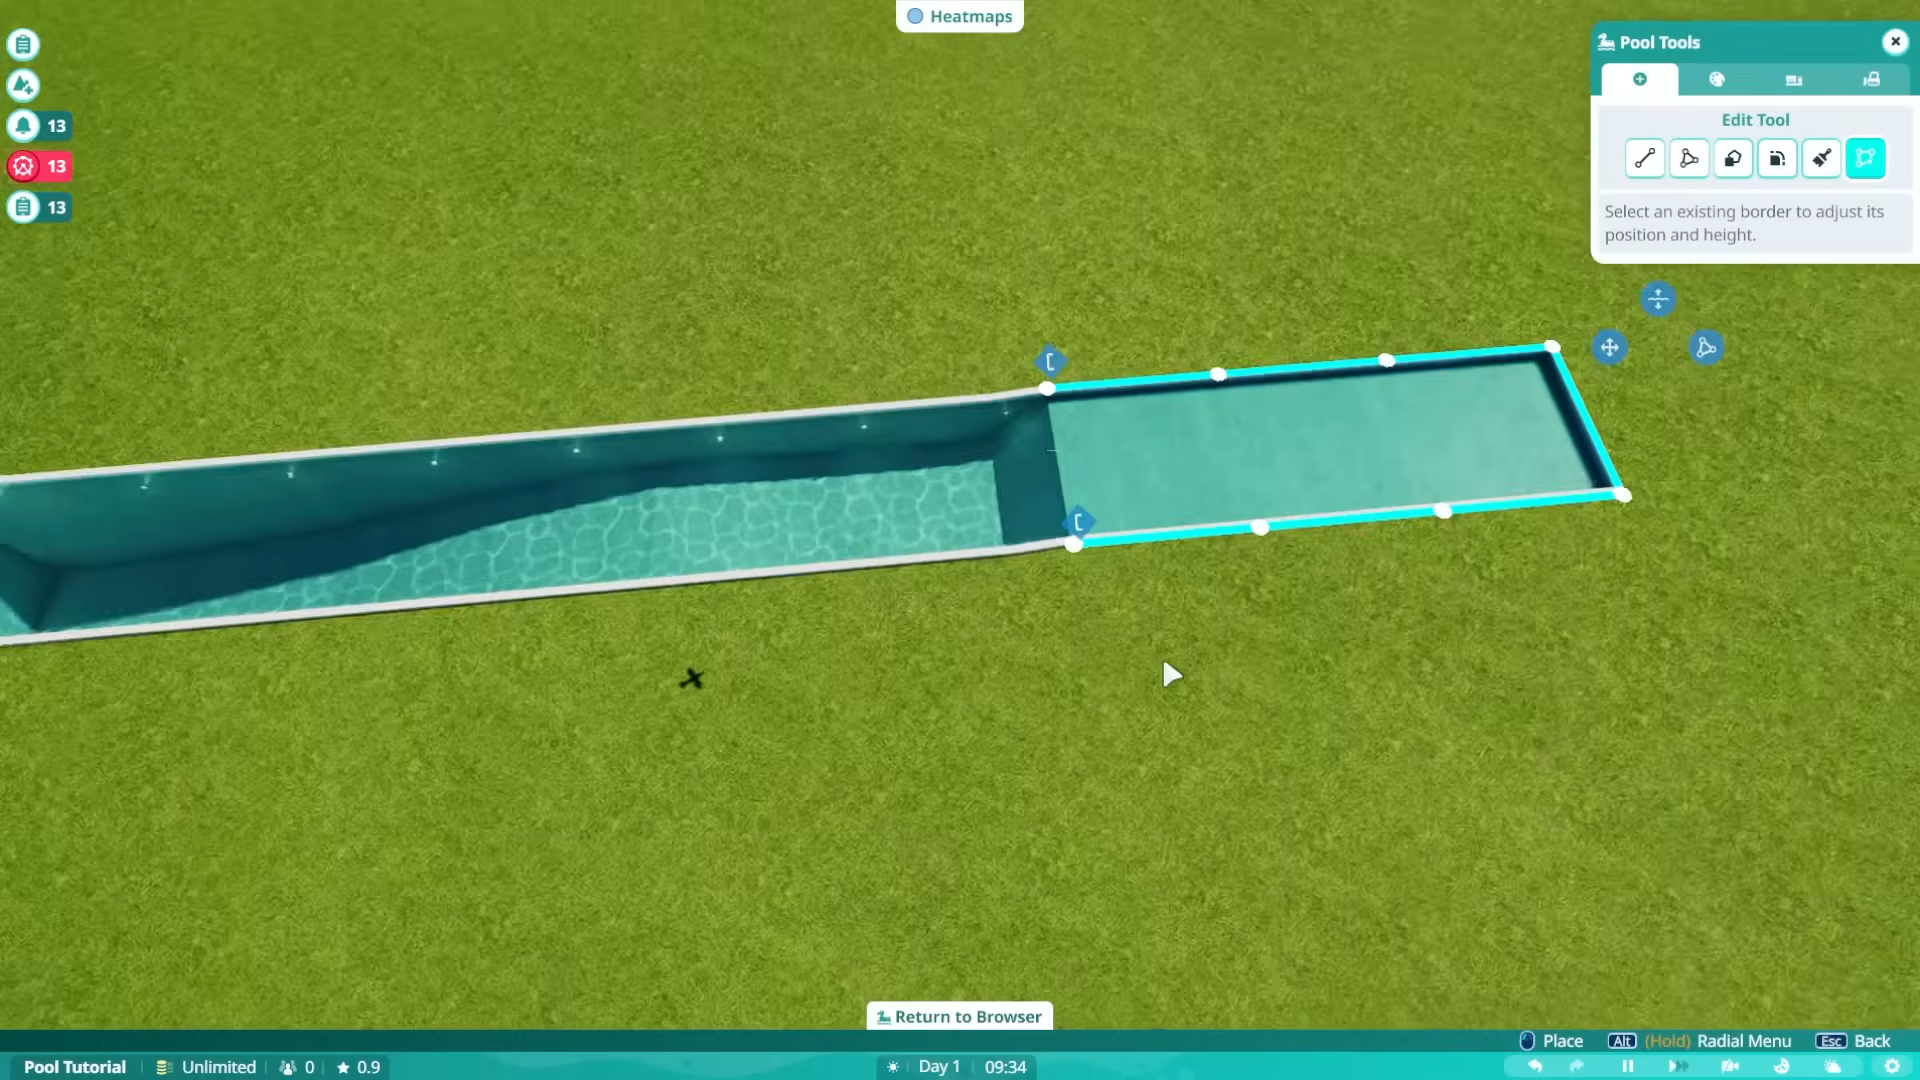 Heatmaps
Pool Tools
13
13
13
Edit Tool
Select an existing border to adjust its
position and height.
Return to Browser
Place
Alt (Hold) Radial Menu
Esc Back
Pool Tutorial
Unlimited
0
0.9
Day 1
09:34